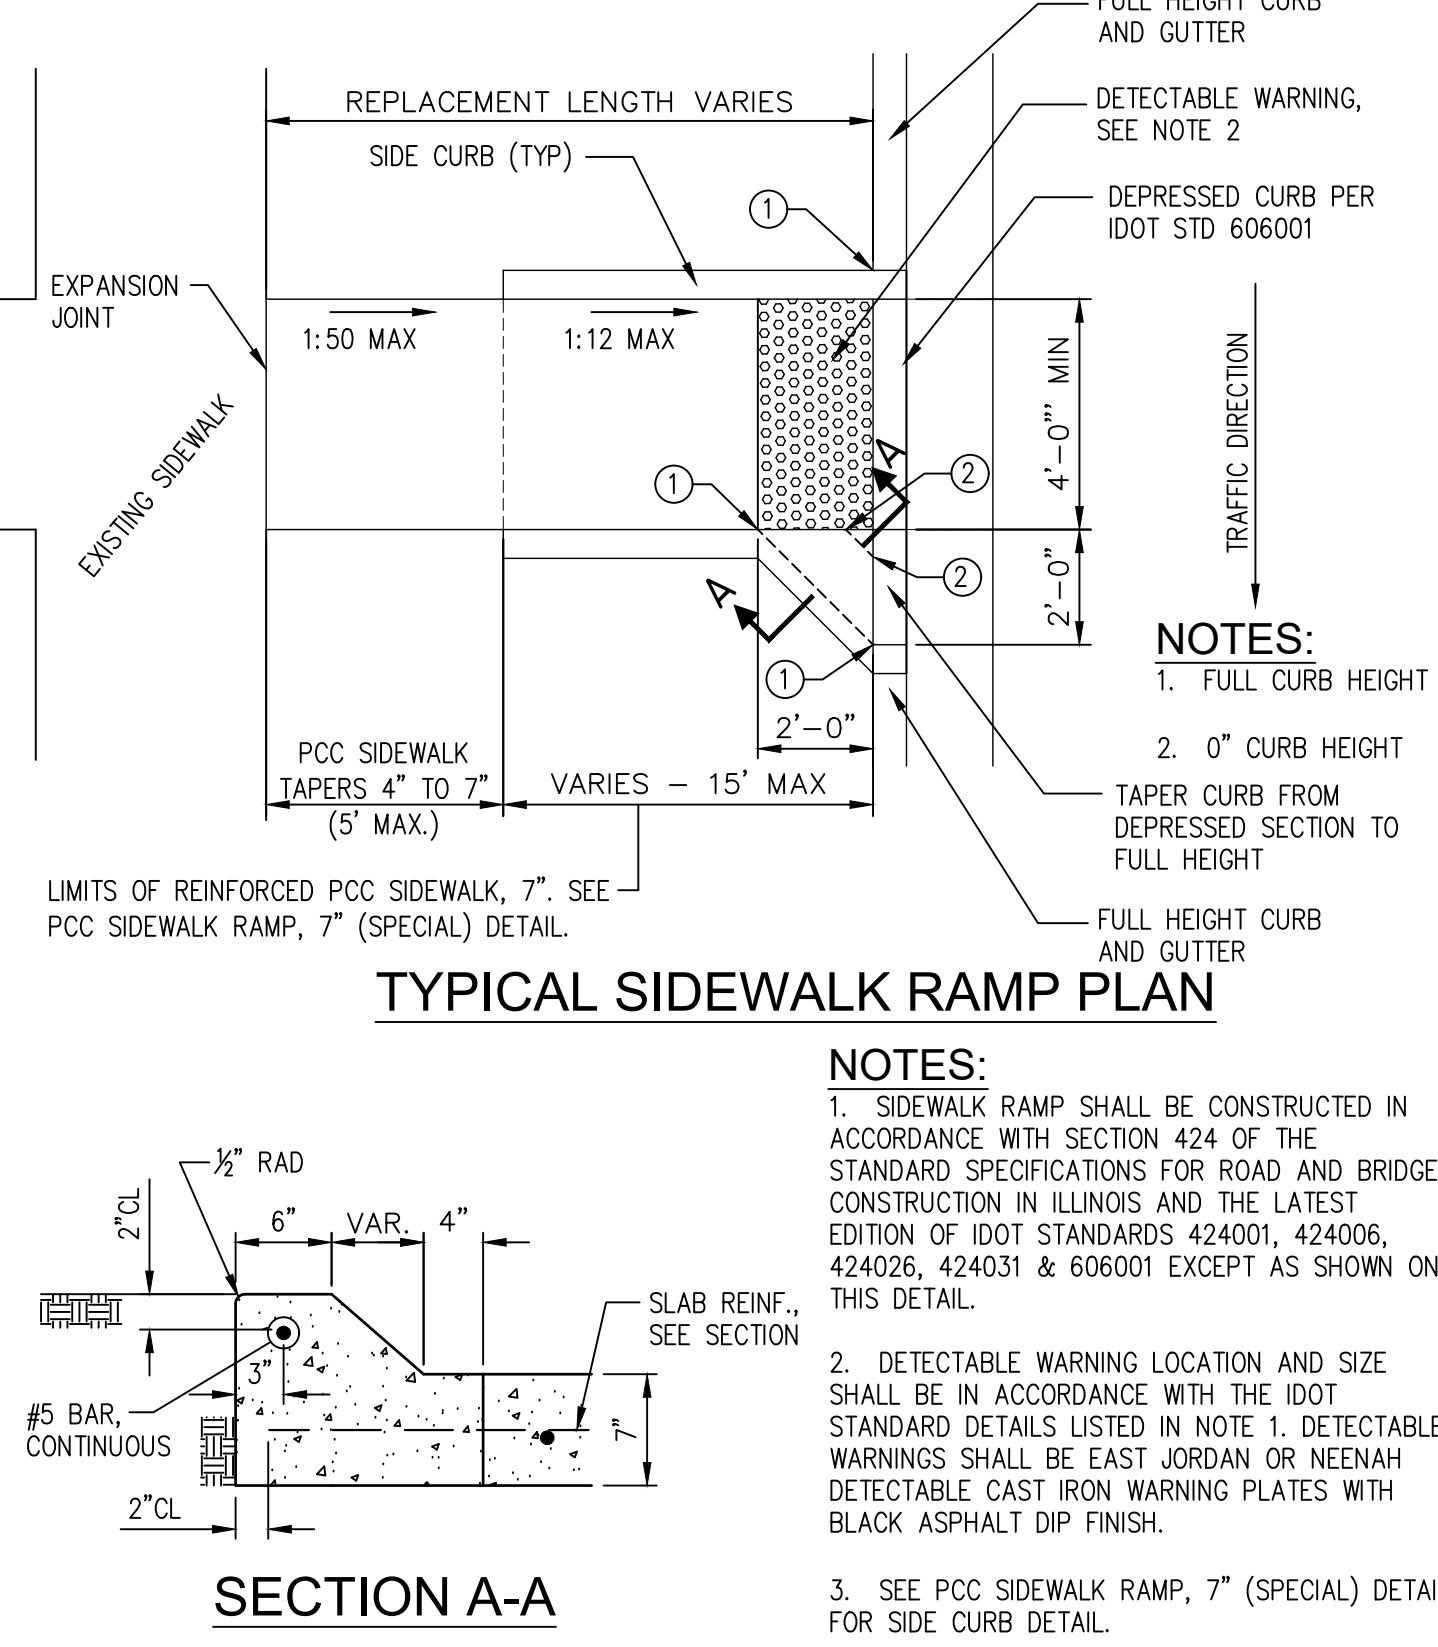 FULL HEIGHT CURB
AND GUTTER
REPLACEMENT LENGTH VARIES
DETECTABLE WARNING,
SEE NOTE 2
SIDE CURB (TYP)
1
DEPRESSED CURB PER
IDOT STD 606001
EXPANSION
JOINT
1:50 MAX
1:12 MAX
4'-0"" MIN
TRAFFIC DIRECTION
EXISTING SIDEWALK
A
1
2
2
2'-0"
A
1
NOTES:
1. FULL CURB HEIGHT
2. 0" CURB HEIGHT
2'-0"
PCC SIDEWALK
TAPERS 4" TO 7"
(5' MAX.)
VARIES - 15' MAX
TAPER CURB FROM
DEPRESSED SECTION TO
FULL HEIGHT
LIMITS OF REINFORCED PCC SIDEWALK, 7". SEE
PCC SIDEWALK RAMP, 7" (SPECIAL) DETAIL.
FULL HEIGHT CURB
AND GUTTER
TYPICAL SIDEWALK RAMP PLAN
NOTES:
1. SIDEWALK RAMP SHALL BE CONSTRUCTED IN
ACCORDANCE WITH SECTION 424 OF THE
STANDARD SPECIFICATIONS FOR ROAD AND BRIDGE
CONSTRUCTION IN ILLINOIS AND THE LATEST
EDITION OF IDOT STANDARDS 424001, 424006,
424026, 424031 & 606001 EXCEPT AS SHOWN ON
THIS DETAIL.
2. DETECTABLE WARNING LOCATION AND SIZE
SHALL BE IN ACCORDANCE WITH THE IDOT
STANDARD DETAILS LISTED IN NOTE 1. DETECTABLE
WARNINGS SHALL BE EAST JORDAN OR NEENAH
DETECTABLE CAST IRON WARNING PLATES WITH
BLACK ASPHALT DIP FINISH.
3. SEE PCC SIDEWALK RAMP, 7" (SPECIAL) DETAI
FOR SIDE CURB DETAIL.
½" RAD
2"CL
6"
VAR.
4"
SLAB REINF.,
SEE SECTION
3"
#5 BAR,
CONTINUOUS
7"
2"CL
SECTION A-A